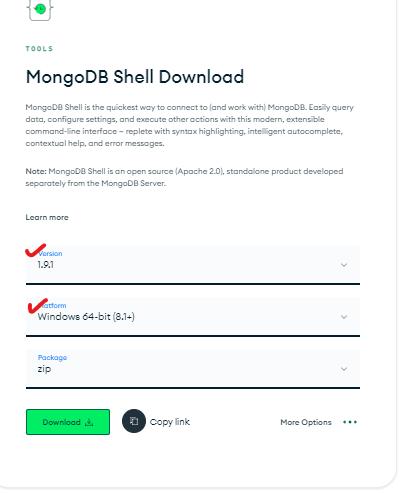 TOOLS
MongoDB Shell Download
MongoDB Shell is the quickest way to connect to (and work with) MongoDB. Easily query
data, configure settings, and execute other actions with this modern, extensible
command-line interface — replete with syntax highlighting, intelligent autocomplete,
contextual help, and error messages.
Note: MongoDB Shell is an open source (Apache 2.0), standalone product developed
separately from the MongoDB Server.
Learn more
Version
1.9.1
Platform
Windows 64-bit (8.1+)
Package
zip
Download
Copy link
More Options